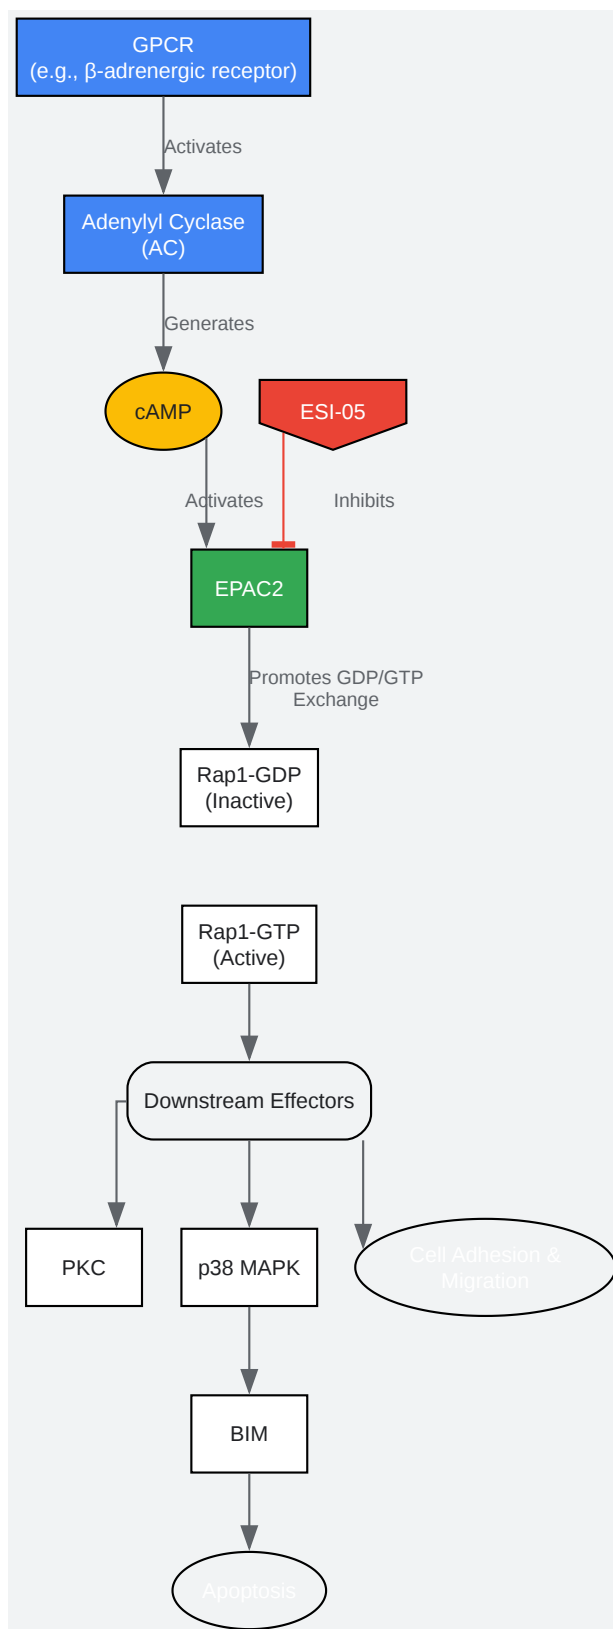 GPCR
(e.g., β-adrenergic receptor)
Activates
Adenylyl Cyclase
(AC)
Generates
cAMP
ESI-05
Activates
Inhibits
EPAC2
Promotes GDP/GTP
Exchange
Rap1-GDP
(Inactive)
Rap1-GTP
(Active)
Downstream Effectors
PKC
p38 MAPK
Cell Adhesion &
Migration
BIM
Apoptosis